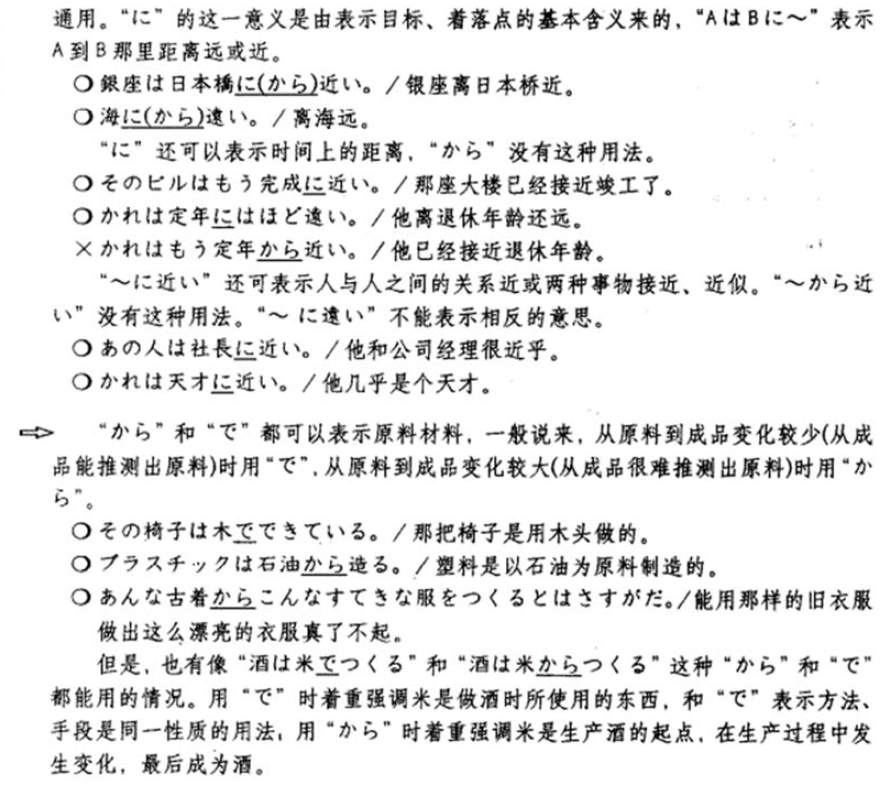 通用。“に”的这一意义是由表示目标、着落点的基本含义来的，“AはBに～”表示
A到B那里距离远或近。
○銀座は日本橋に(から)近い。/银座离日本桥近。
○海に(から)遠い。/离海远。
“に”还可以表示时间上的距离，“から”没有这种用法。
○そのビルはもう完成に近い。/那座大楼已经接近竣工了。
○かれは定年にはほど遠い。/他离退休年龄还远。
×かれはもう定年から近い。/他已经接近退休年龄。
“～に近い”还可表示人与人之间的关系近或两种事物接近、近似。“～から近
い”没有这种用法。“～に遠い”不能表示相反的意思。
○あの人は社長に近い。/他和公司经理很近乎。
○かれは天才に近い。/他几乎是个天才。
⇨ “から”和“で”都可以表示原料材料，一般说来，从原料到成品变化较少(从成
品能推测出原料)时用“で”，从原料到成品变化较大(从成品很难推测出原料)时用“か
ら”。
○その椅子は木でできている。/那把椅子是用木头做的。
○プラスチックは石油から造る。/塑料是以石油为原料制造的。
○あんな古着からこんなすてきな服をつくるとはさすがだ。/能用那样的旧衣服
做出这么漂亮的衣服真了不起。
但是，也有像“酒は米でつくる”和“酒は米からつくる”这种“から”和“で”
都能用的情况。用“で”时着重强调米是做酒时所使用的东西，和“で”表示方法、
手段是同一性质的用法，用“から”时着重强调米是生产酒的起点，在生产过程中发
生变化，最后成为酒。